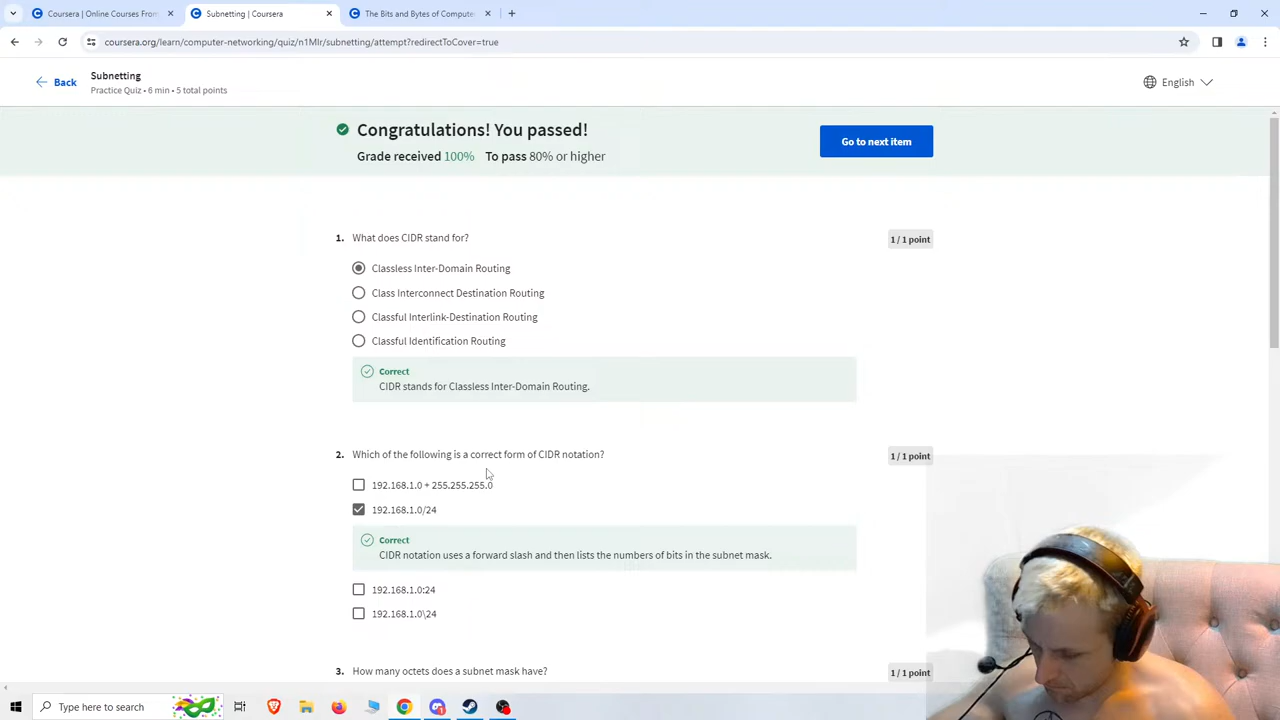 Coursera | Online Courses From
Subnetting | Coursera
The Bits and Bytes of Compute
coursera.org/learn/computer-networking/quiz/n1MIr/subnetting/attempt?redirectToCover=true
Back
Subnetting
Practice Quiz • 6 min • 5 total points
English
Congratulations! You passed!
Grade received 100% To pass 80% or higher
Go to next item
1. What does CIDR stand for?
1 / 1 point
Classless Inter-Domain Routing
Class Interconnect Destination Routing
Classful Interlink-Destination Routing
Classful Identification Routing
Correct
CIDR stands for Classless Inter-Domain Routing.
2. Which of the following is a correct form of CIDR notation?
1 / 1 point
192.168.1.0 + 255.255.255.0
192.168.1.0/24
Correct
CIDR notation uses a forward slash and then lists the numbers of bits in the subnet mask.
192.168.1.0:24
192.168.1.0\24
3. How many octets does a subnet mask have?
1 / 1 point
Type here to search